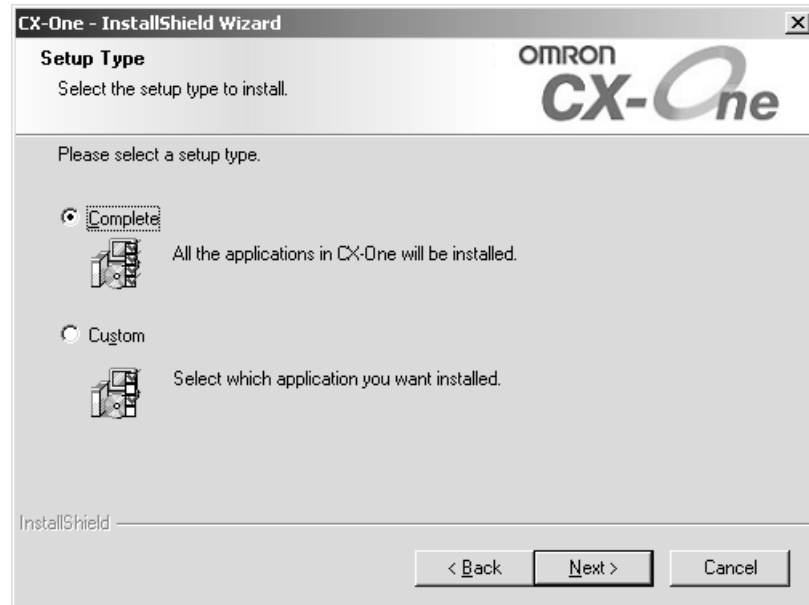 CX-One - InstallShield Wizard
Setup Type
Select the setup type to install.
OMRON
CX-One
Please select a setup type.
Complete
All the applications in CX-One will be installed.
Custom
Select which application you want installed.
InstallShield
< Back
Next >
Cancel